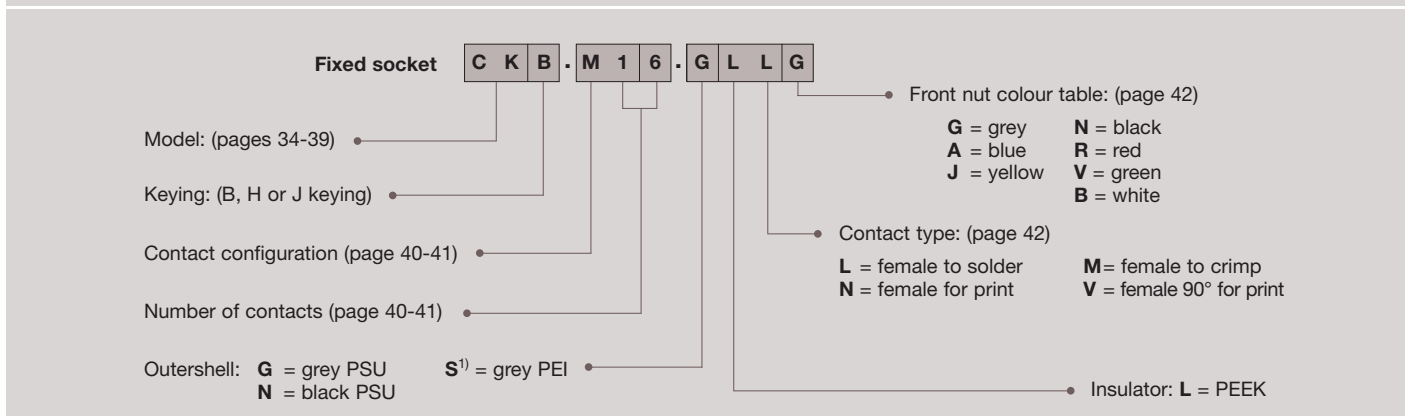 Fixed socket C K B . M 1 6 . G L L G
Front nut colour table: (page 42)
G = grey N = black
A = blue R = red
J = yellow V = green
B = white
Model: (pages 34-39)
Keying: (B, H or J keying)
Contact type: (page 42)
L = female to solder M= female to crimp
N = female for print V = female 90° for print
Contact configuration (page 40-41)
Number of contacts (page 40-41)
Outershell: G = grey PSU S1) = grey PEI
N = black PSU
Insulator: L = PEEK